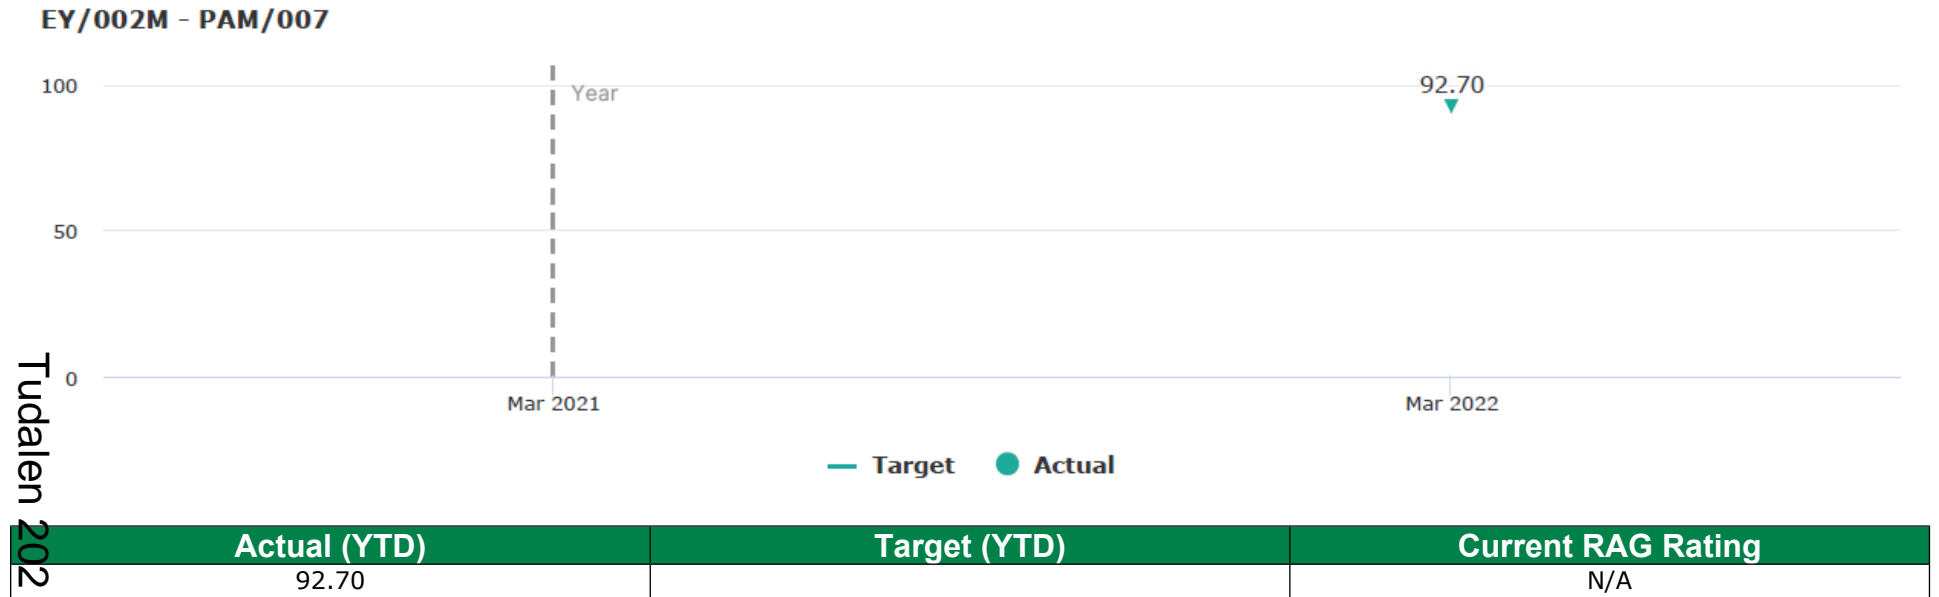 EY/002M - PAM/007
100
Year
92.70
50
0
Mar 2021
Mar 2022
Target
Actual
Tudalen 202
Actual (YTD)
Target (YTD)
Current RAG Rating
92.70
N/A